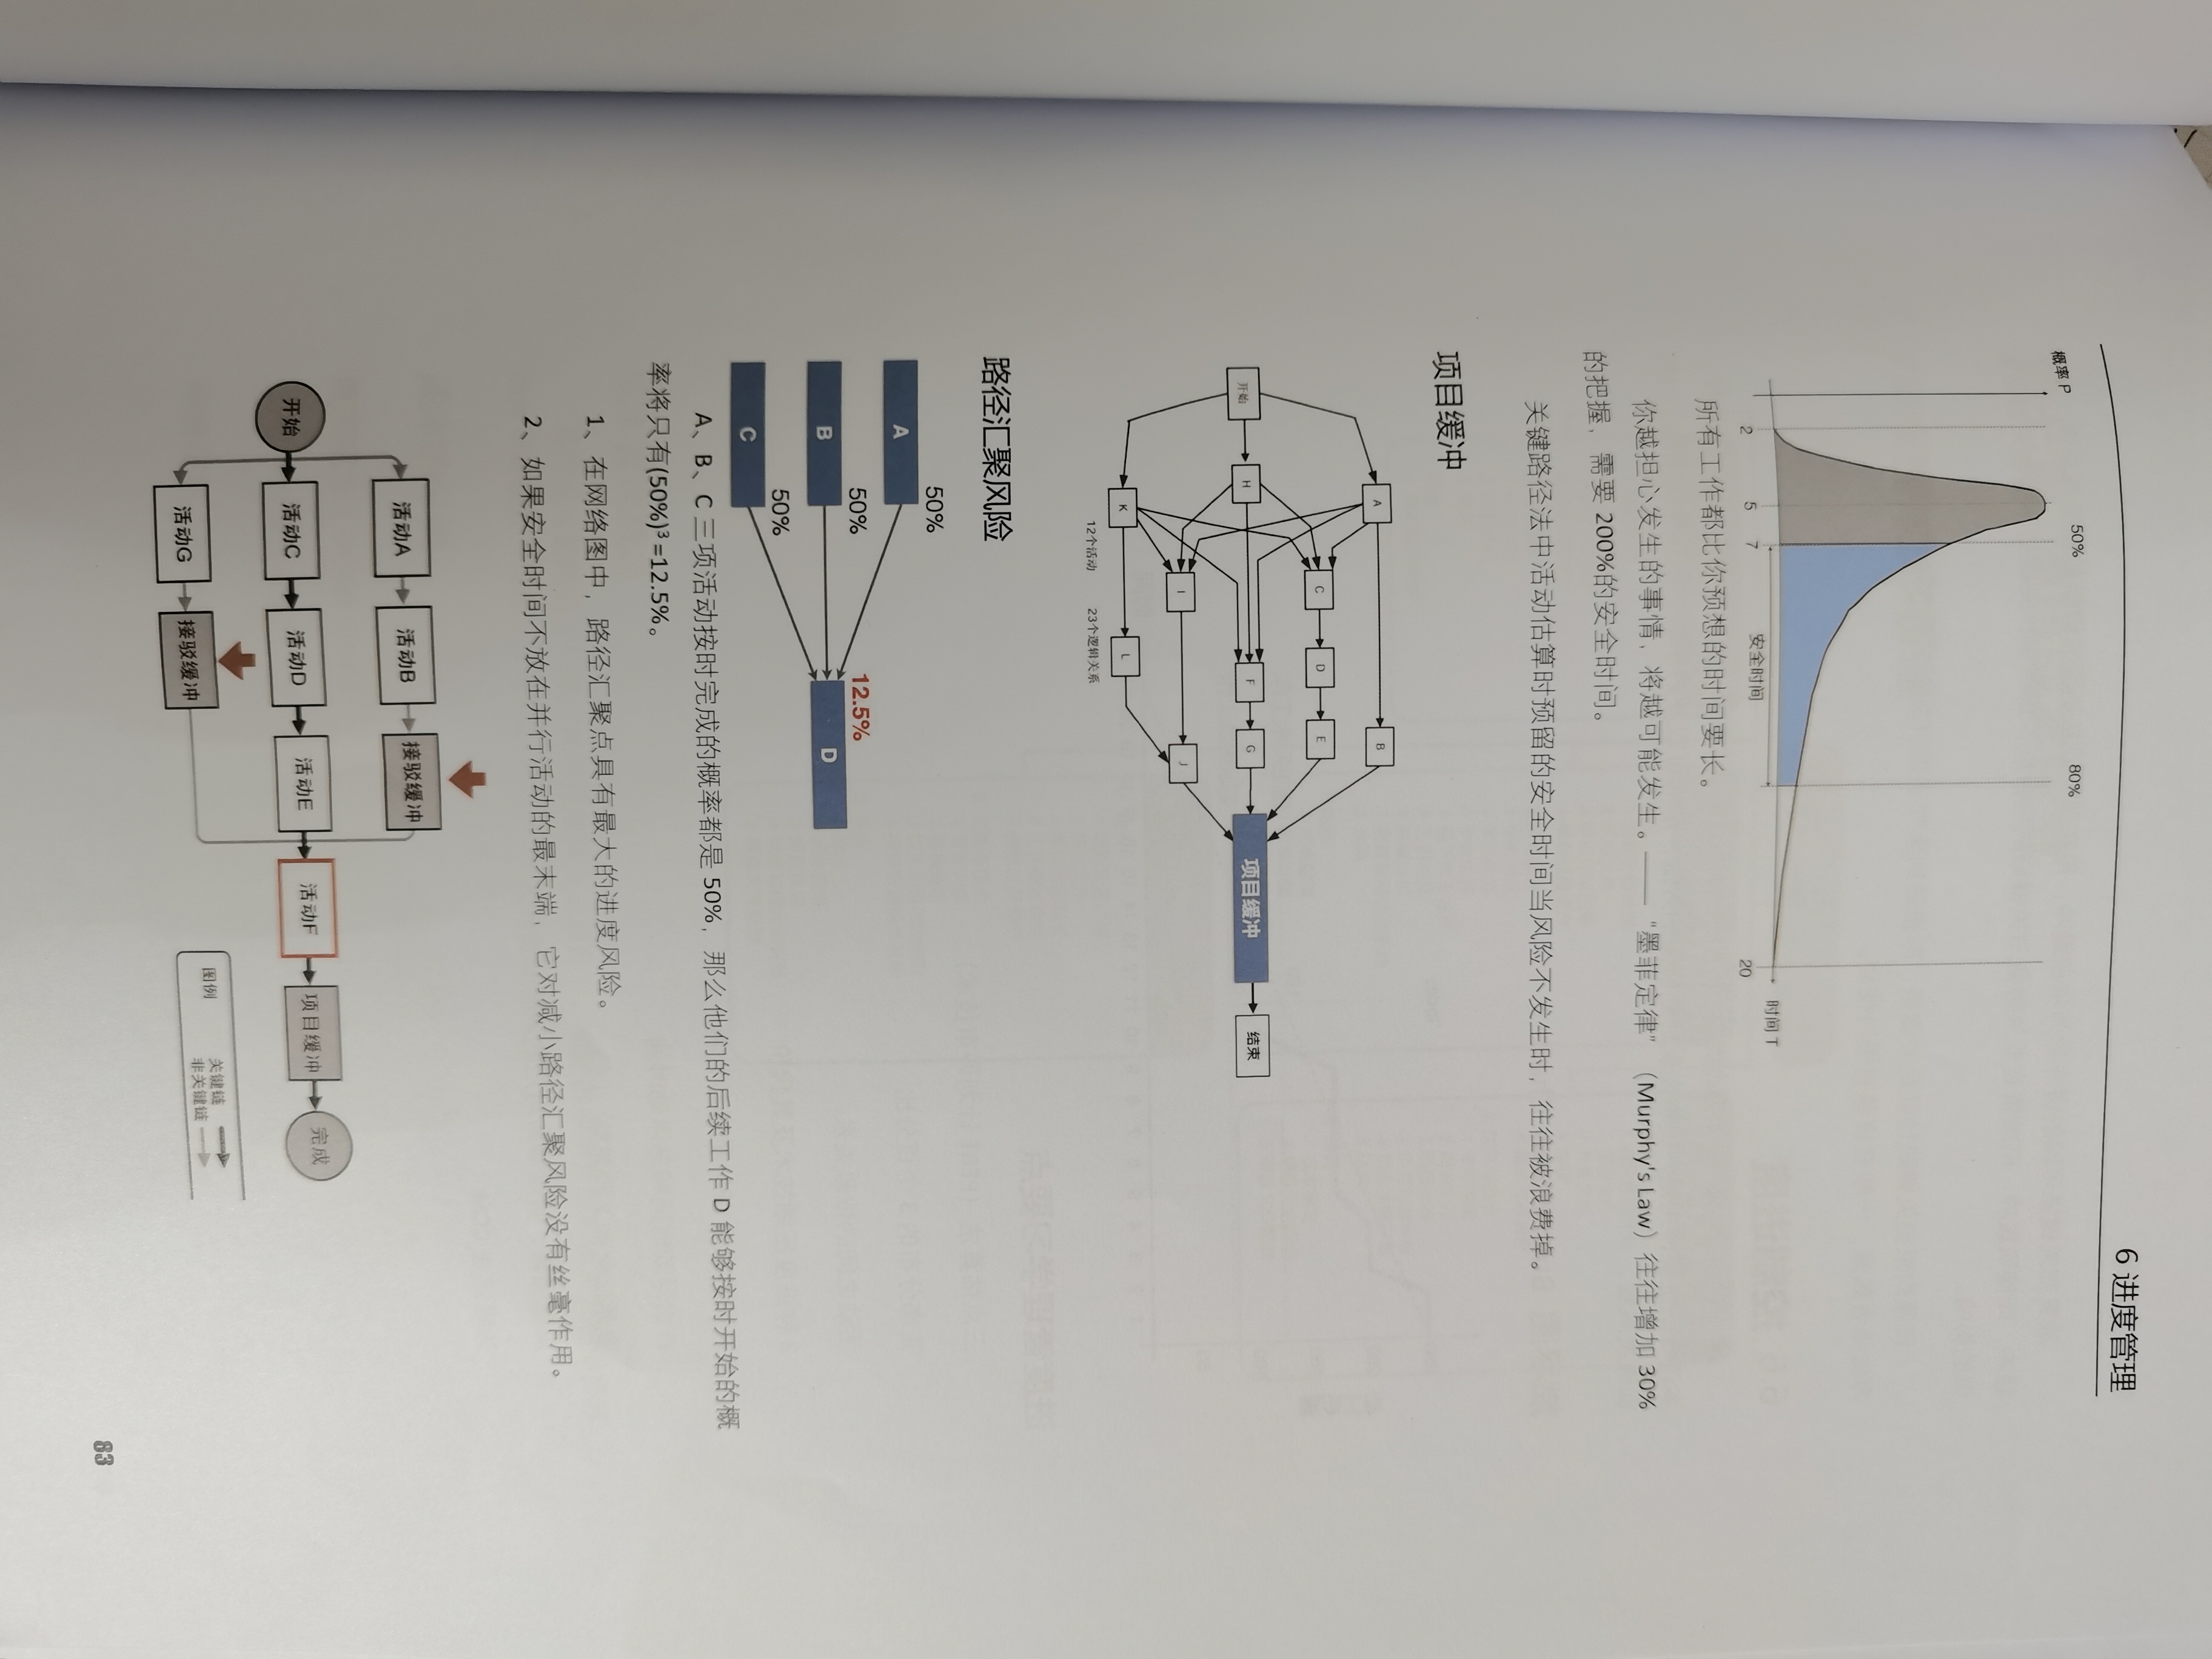 6 进度管理
概率 P
50%
80%
时间 T
2
5
7
安全时间
20
所有工作都比你预想的时间要长。
你越担心发生的事情，将越可能发生。——“墨菲定律”（Murphy's Law）往往增加 30%
的把握，需要 200%的安全时间。
关键路径法中活动估算时预留的安全时间当风险不发生时，往往被浪费掉。
项目缓冲
A
B
C
D
E
开始
H
F
G
项目缓冲
结束
I
J
K
L
12个活动
23个逻辑关系
路径汇聚风险
50%
A
50%
12.5%
B
D
50%
C
A、B、C 三项活动按时完成的概率都是 50%，那么他们的后续工作 D 能够按时开始的概
率将只有(50%)³=12.5%。
1、在网络图中，路径汇聚点具有最大的进度风险。
2、如果安全时间不放在并行活动的最末端，它对减小路径汇聚风险没有丝毫作用。
活动A
活动B
接驳缓冲
开始
活动C
活动D
活动E
活动F
项目缓冲
完成
活动G
接驳缓冲
图例
关键链
非关键链
83